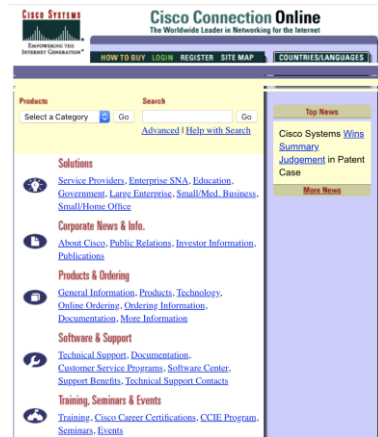 CISCO SYSTEMS
EMPOWERING THE
INTERNET GENERATION℠
Cisco Connection Online
The Worldwide Leader in Networking for the Internet
HOW TO BUY LOGIN REGISTER SITE MAP
COUNTRIES/LANGUAGES
Products
Select a Category Go
Search
Go
Advanced | Help with Search
Solutions
Service Providers, Enterprise SNA, Education,
Government, Large Enterprise, Small/Med. Business,
Small/Home Office
Corporate News & Info.
About Cisco, Public Relations, Investor Information,
Publications
Products & Ordering
General Information, Products, Technology,
Online Ordering, Ordering Information,
Documentation, More Information
Software & Support
Technical Support, Documentation,
Customer Service Programs, Software Center,
Support Benefits, Technical Support Contacts
Training, Seminars & Events
Training, Cisco Career Certifications, CCIE Program,
Seminars, Events
Top News
Cisco Systems Wins
Summary
Judgement in Patent
Case
More News